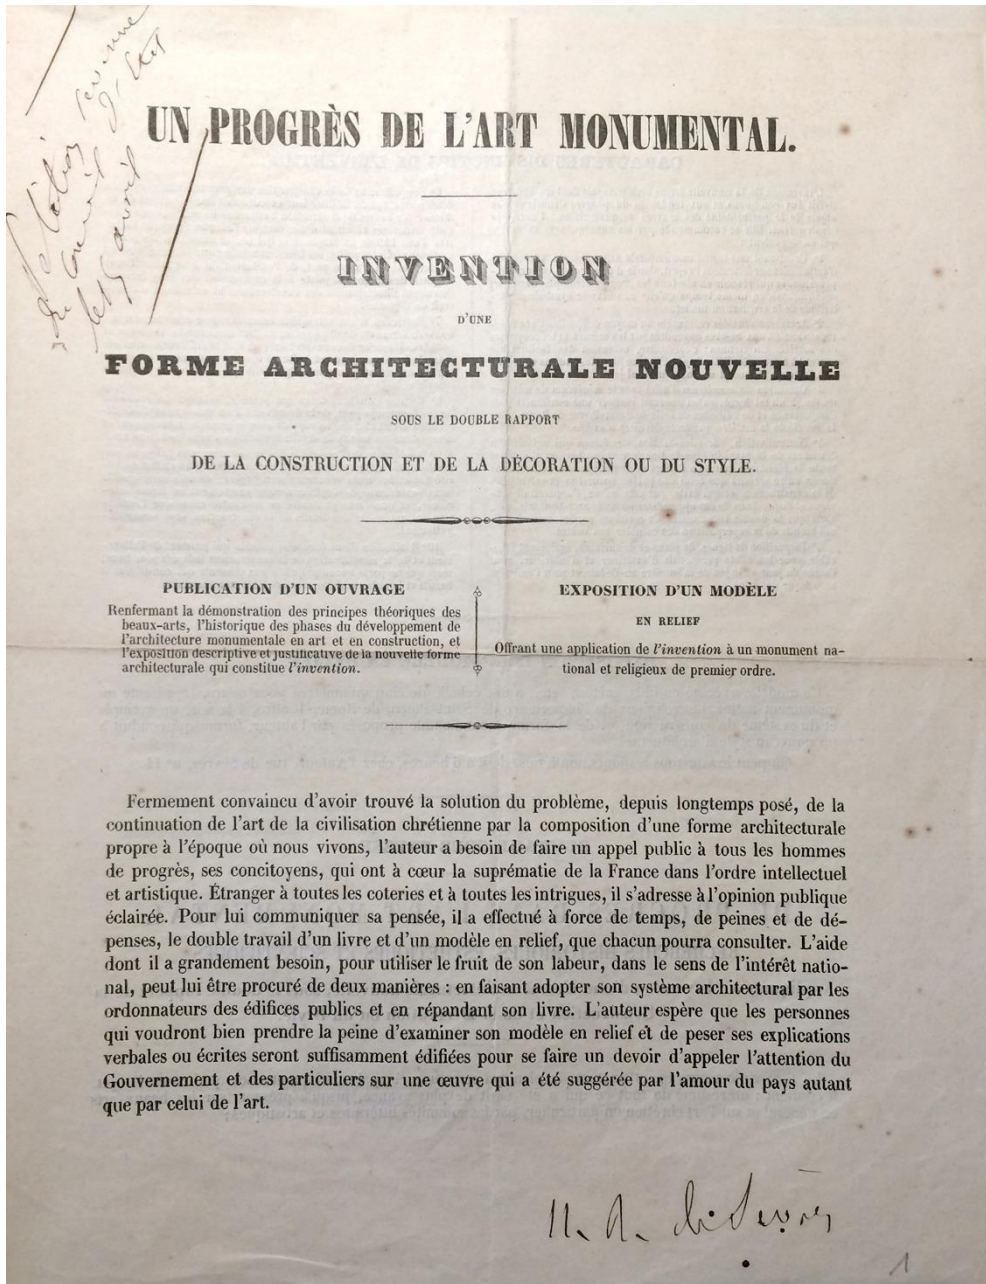 UN PROGRÈS DE L'ART MONUMENTAL.
INVENTION
D'UNE
FORME ARCHITECTURALE NOUVELLE
SOUS LE DOUBLE RAPPORT
DE LA CONSTRUCTION ET DE LA DÉCORATION OU DU STYLE.
PUBLICATION D'UN OUVRAGE
Renfermant la démonstration des principes théoriques des
beaux-arts, l'historique des phases du développement de
l'architecture monumentale en art et en construction, et
l'exposition descriptive et justificative de la nouvelle forme
architecturale qui constitue l'invention.
EXPOSITION D'UN MODÈLE
EN RELIEF
Offrant une application de l'invention à un monument na-
tional et religieux de premier ordre.
Fermement convaincu d'avoir trouvé la solution du problème, depuis longtemps posé, de la
continuation de l'art de la civilisation chrétienne par la composition d'une forme architecturale
propre à l'époque où nous vivons, l'auteur a besoin de faire un appel public à tous les hommes
de progrès, ses concitoyens, qui ont à cœur la suprématie de la France dans l'ordre intellectuel
et artistique. Étranger à toutes les coteries et à toutes les intrigues, il s'adresse à l'opinion publique
éclairée. Pour lui communiquer sa pensée, il a effectué à force de temps, de peines et de dé-
penses, le double travail d'un livre et d'un modèle en relief, que chacun pourra consulter. L'aide
dont il a grandement besoin, pour utiliser le fruit de son labeur, dans le sens de l'intérêt natio-
nal, peut lui être procuré de deux manières : en faisant adopter son système architectural par les
ordonnateurs des édifices publics et en répandant son livre. L'auteur espère que les personnes
qui voudront bien prendre la peine d'examiner son modèle en relief et de peser ses explications
verbales ou écrites seront suffisamment édifiées pour se faire un devoir d'appeler l'attention du
Gouvernement et des particuliers sur une œuvre qui a été suggérée par l'amour du pays autant
que par celui de l'art.
11. R. de Sèvres
1